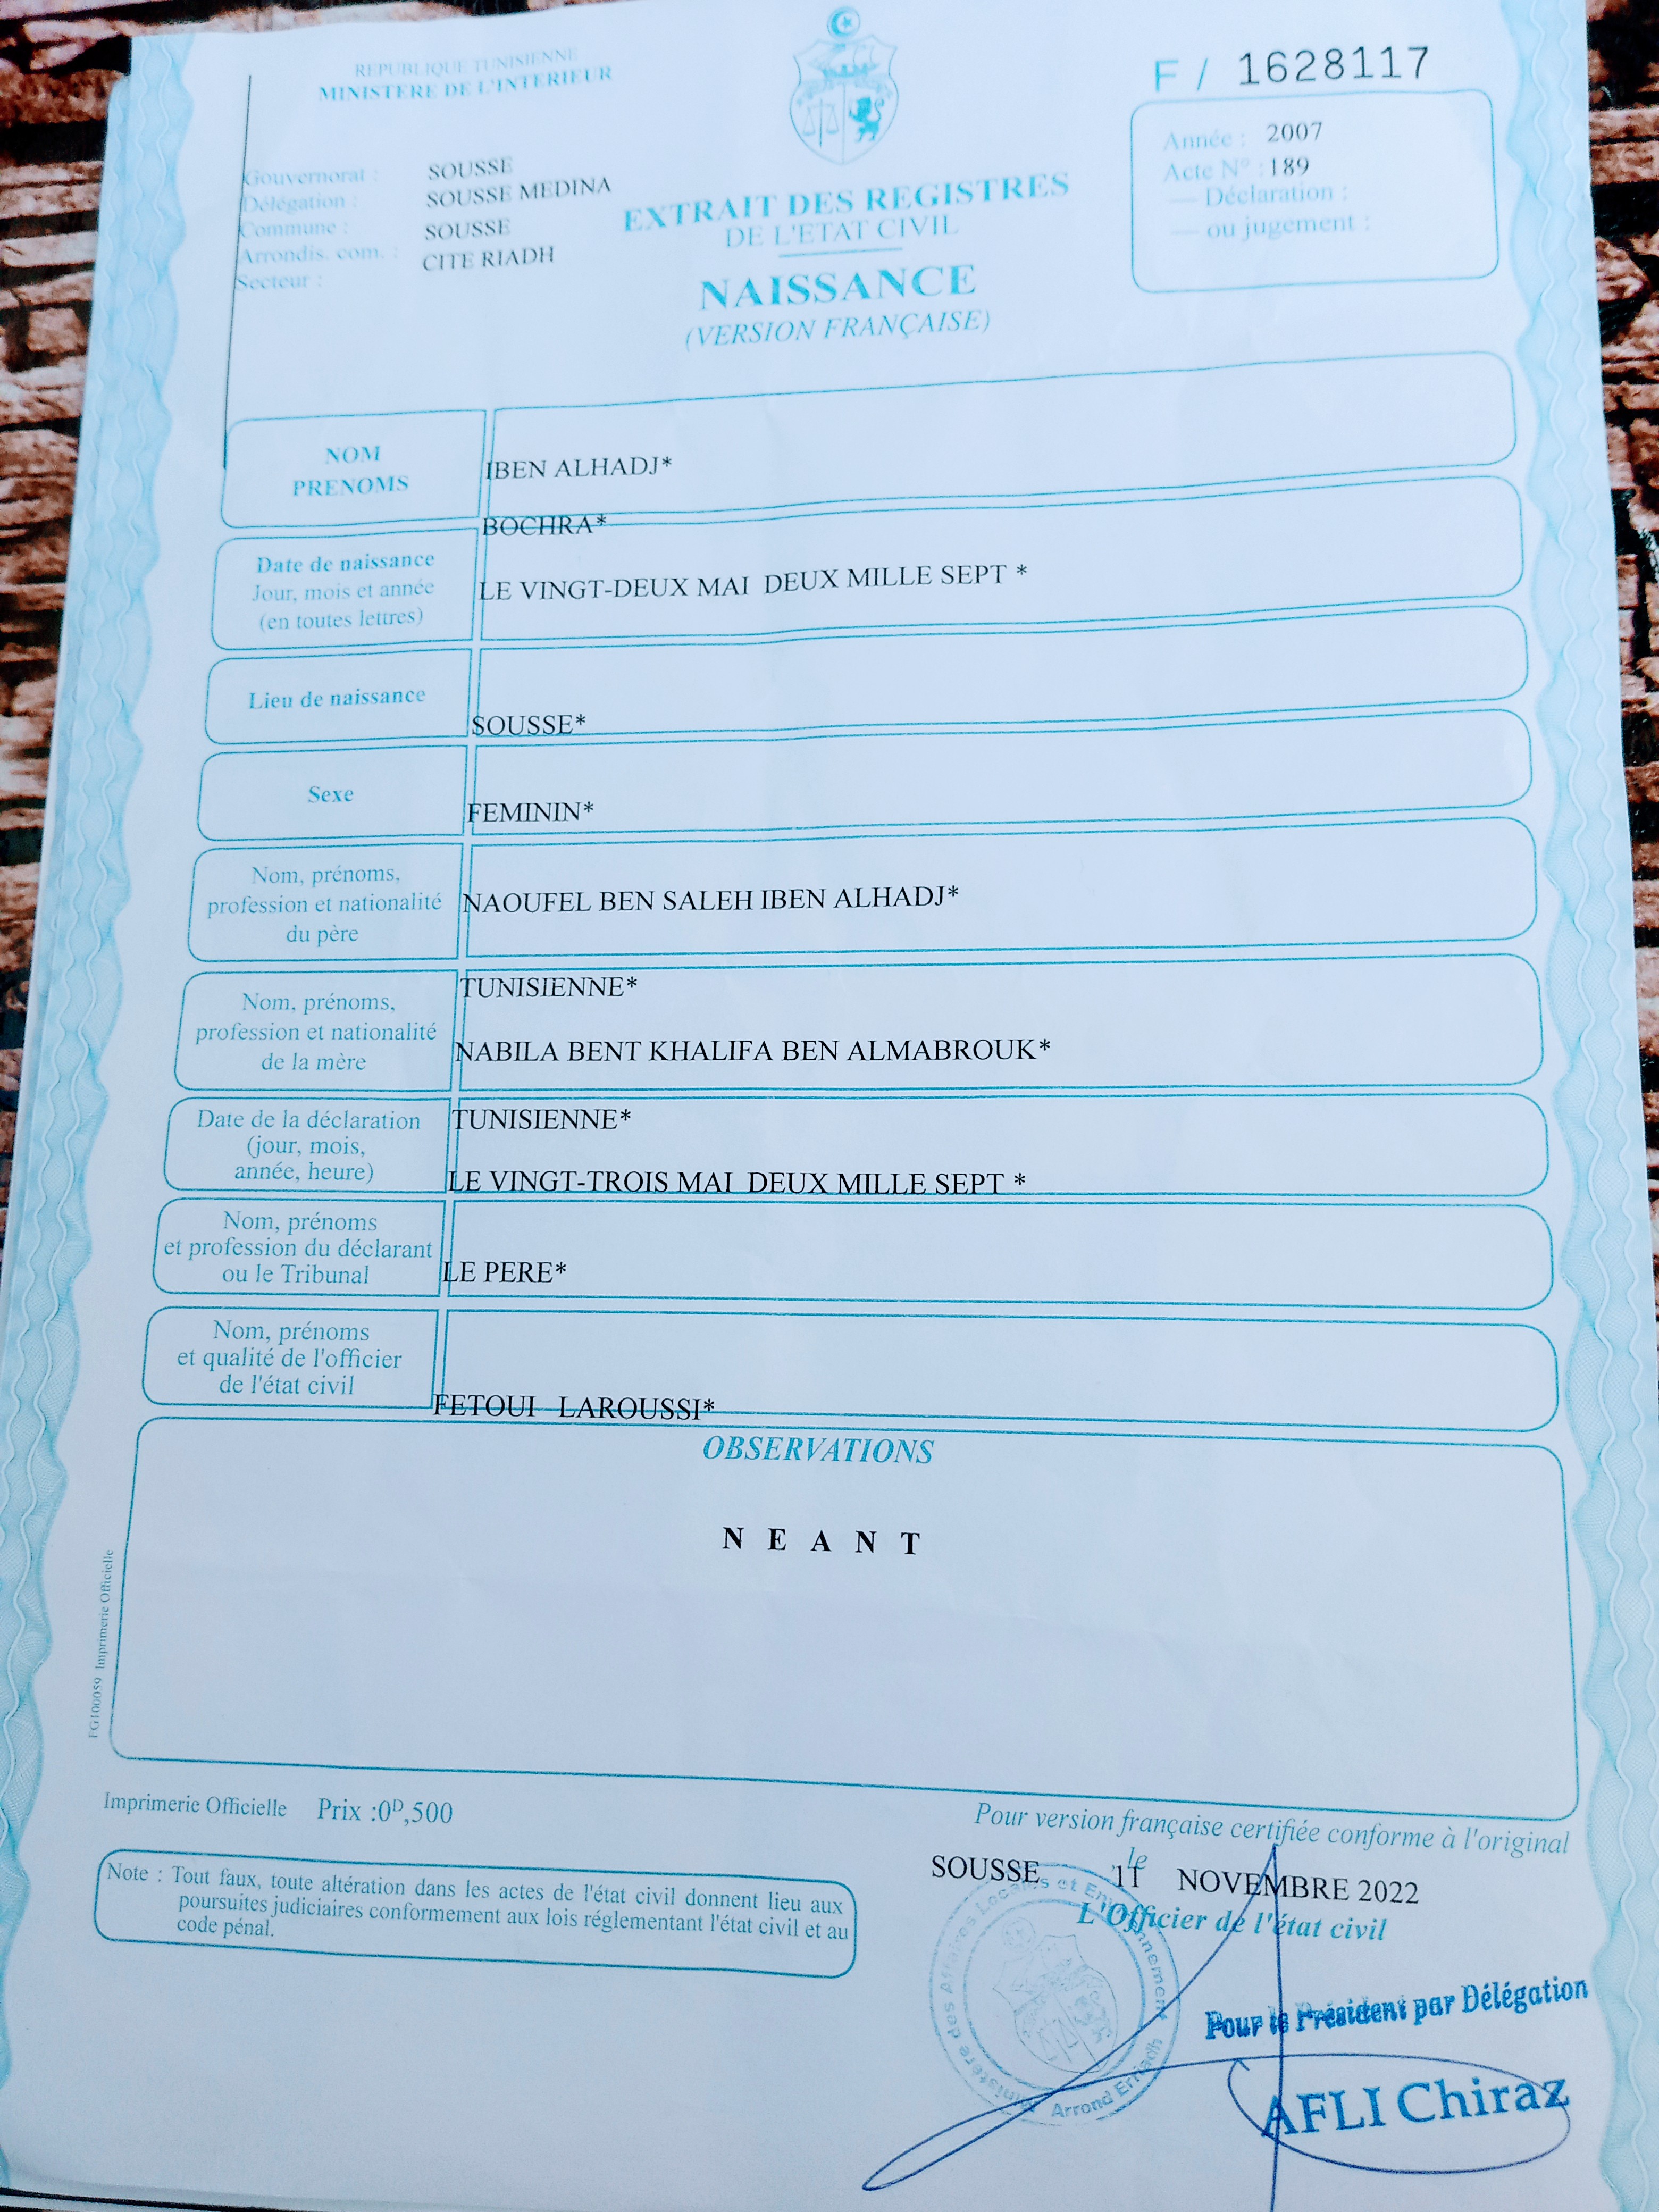 REPUBLIQUE TUNISIENNE
MINISTERE DE L'INTERIEUR
F / 1628117
Gouvernorat : SOUSSE
Délégation : SOUSSE MEDINA
Commune : SOUSSE
Arrondis. com. : CITE RIADH
Secteur :
EXTRAIT DES REGISTRES
DE L'ETAT CIVIL
NAISSANCE
(VERSION FRANÇAISE)
Année : 2007
Acte N° : 189
— Déclaration :
— ou jugement :
NOM
PRENOMS
IBEN ALHADJ*
BOCHRA*
Date de naissance
Jour, mois et année
(en toutes lettres)
LE VINGT-DEUX MAI DEUX MILLE SEPT *
Lieu de naissance
SOUSSE*
Sexe
FEMININ*
Nom, prénoms,
profession et nationalité
du père
NAOUFEL BEN SALEH IBEN ALHADJ*
TUNISIENNE*
Nom, prénoms,
profession et nationalité
de la mère
NABILA BENT KHALIFA BEN ALMABROUK*
TUNISIENNE*
Date de la déclaration
(jour, mois,
année, heure)
LE VINGT-TROIS MAI DEUX MILLE SEPT *
Nom, prénoms
et profession du déclarant
ou le Tribunal
LE PERE*
Nom, prénoms
et qualité de l'officier
de l'état civil
FETOUI LAROUSSI*
OBSERVATIONS
N E A N T
FG100059 Imprimerie Officielle
Imprimerie Officielle Prix :0D,500
Note : Tout faux, toute altération dans les actes de l'état civil donnent lieu aux
poursuites judiciaires conformement aux lois réglementant l'état civil et au
code pénal.
Pour version française certifiée conforme à l'original
SOUSSE le 11 NOVEMBRE 2022
L'Officier de l'état civil
Ministère des Affaires Locales et Environnement
Arrond Erriadh
Pour le Président par Délégation
AFLI Chiraz